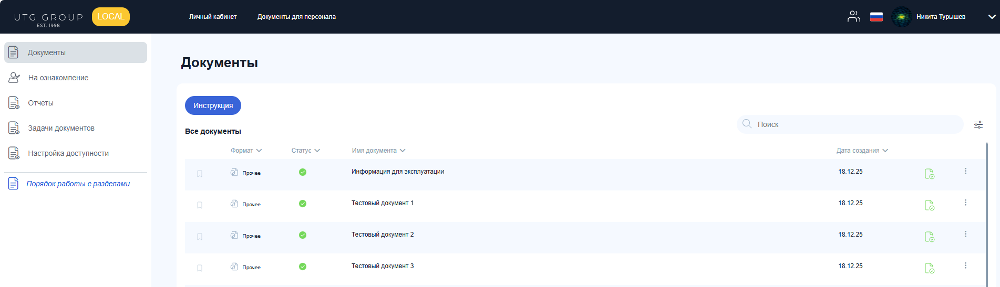 UTG GROUP
EST. 1998
LOCAL
Личный кабинет
Документы для персонала
Никита Турышев
Документы
На ознакомление
Отчеты
Задачи документов
Настройка доступности
Порядок работы с разделами
Документы
Инструкция
Поиск
Все документы
Формат Статус Имя документа Дата создания
Прочее Информация для эксплуатации 18.12.25
Прочее Тестовый документ 1 18.12.25
Прочее Тестовый документ 2 18.12.25
Прочее Тестовый документ 3 18.12.25